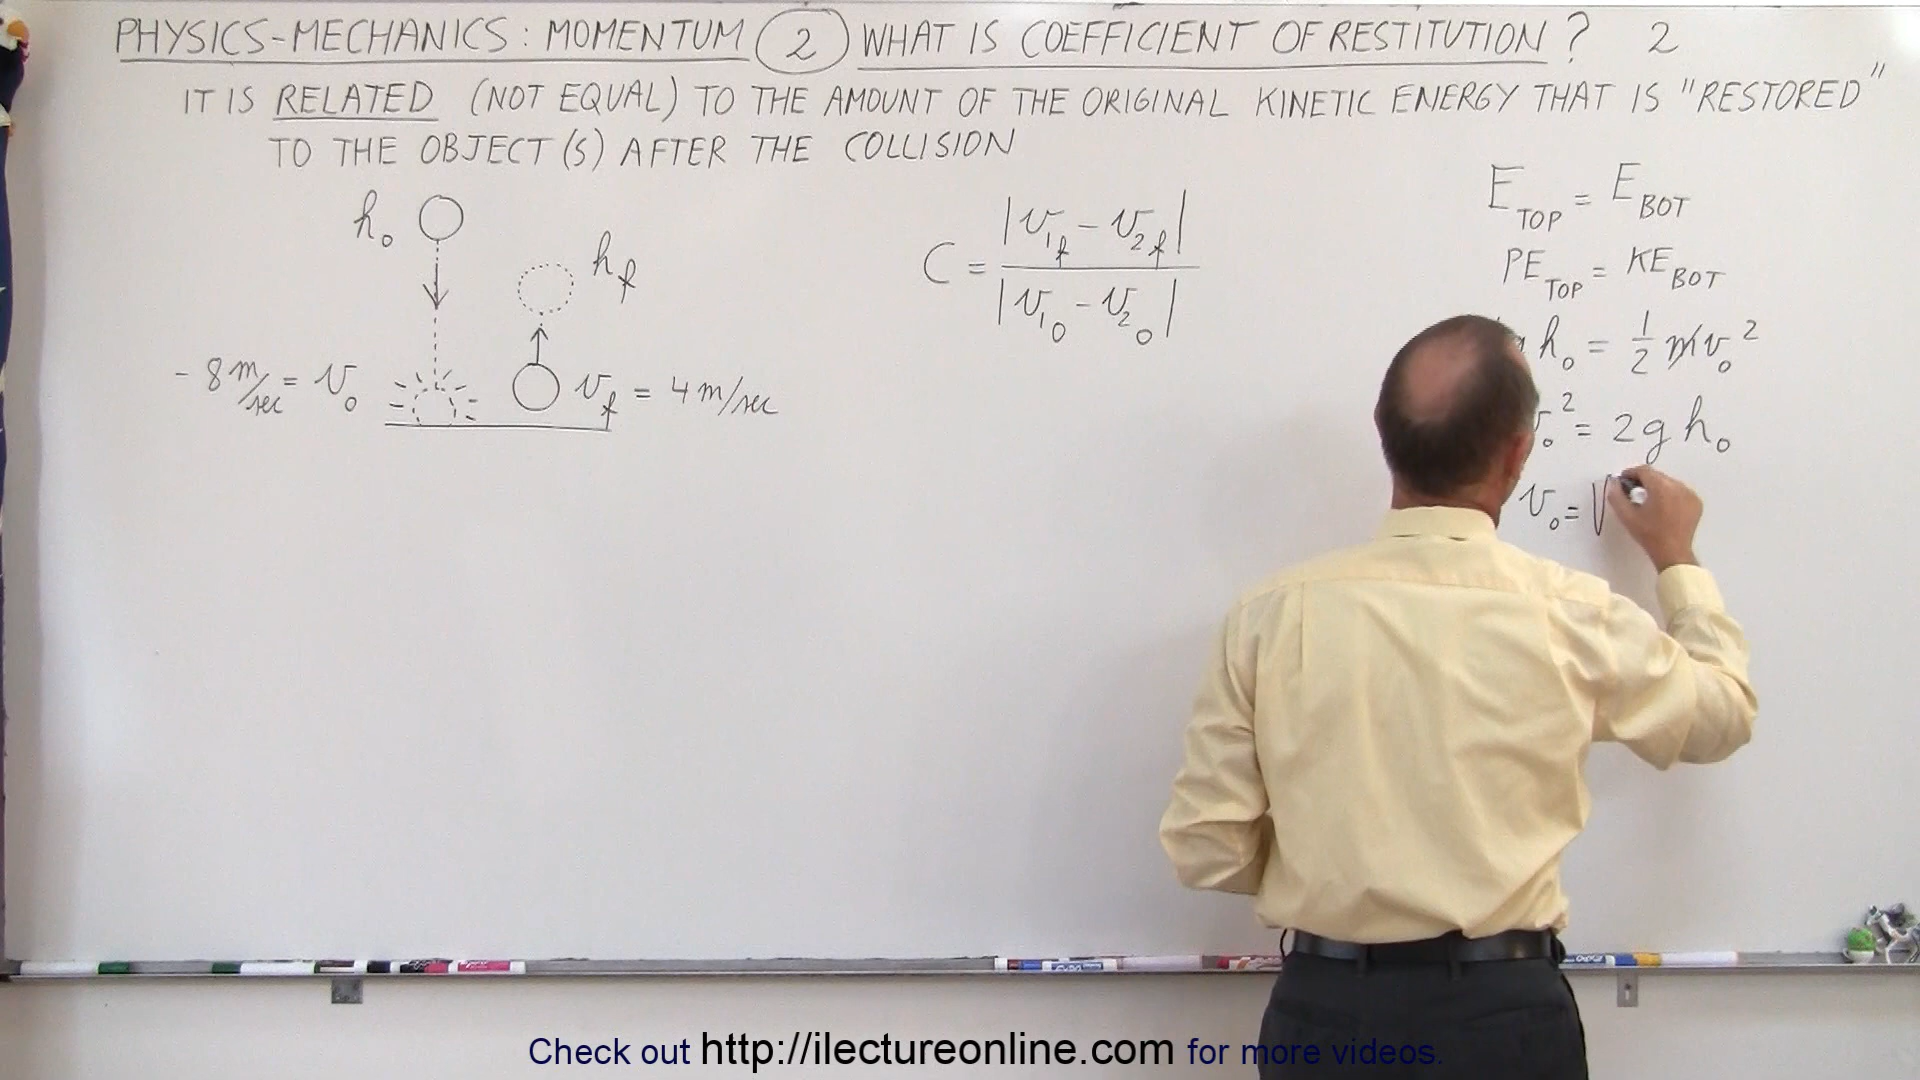 PHYSICS-MECHANICS: MOMENTUM 2 WHAT IS COEFFICIENT OF RESTITUTION? 2
IT IS RELATED (NOT EQUAL) TO THE AMOUNT OF THE ORIGINAL KINETIC ENERGY THAT IS "RESTORED"
TO THE OBJECT(S) AFTER THE COLLISION
h₀
h_f
-8 m/sec = v₀
v_f = 4 m/sec
C = |v₁f - v₂f| / |v₁₀ - v₂₀|
E_TOP = E_BOT
PE_TOP = KE_BOT
h₀ = 1/2 m v₀²
v₀² = 2gh₀
v₀ = √
Check out http://ilectureonline.com for more videos.